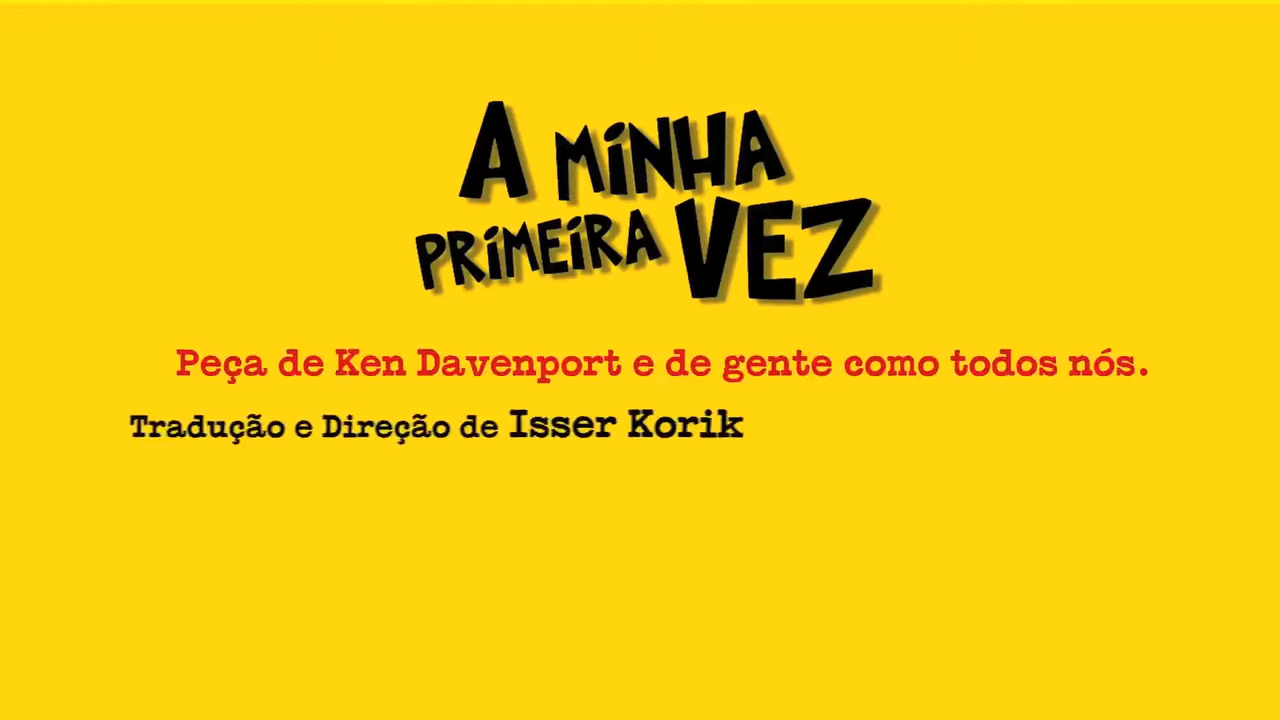 A MINHA
PRIMEIRA VEZ
Peça de Ken Davenport e de gente como todos nós.
Tradução e Direção de Isser Korik